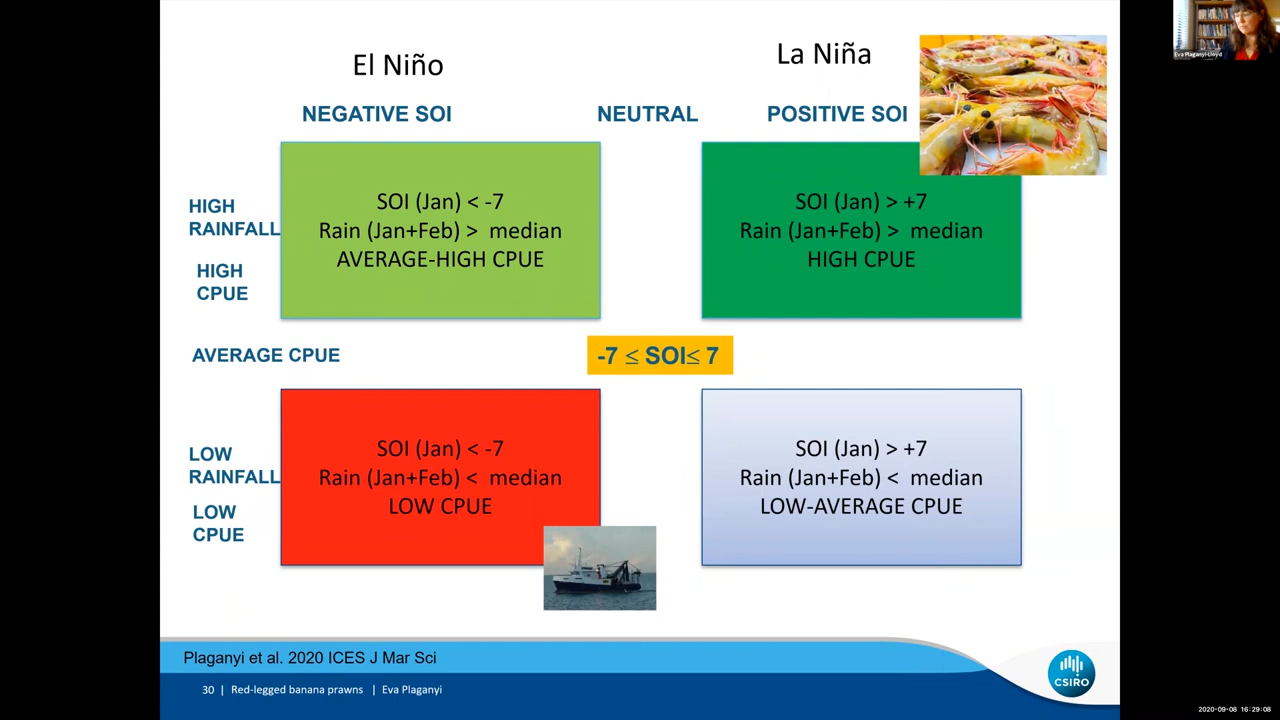 El Niño
La Niña
NEGATIVE SOI
NEUTRAL
POSITIVE SOI
HIGH
RAINFALL
HIGH
CPUE
SOI (Jan) < -7
Rain (Jan+Feb) > median
AVERAGE-HIGH CPUE
SOI (Jan) > +7
Rain (Jan+Feb) > median
HIGH CPUE
AVERAGE CPUE
-7 ≤ SOI≤ 7
LOW
RAINFALL
LOW
CPUE
SOI (Jan) < -7
Rain (Jan+Feb) < median
LOW CPUE
SOI (Jan) > +7
Rain (Jan+Feb) < median
LOW-AVERAGE CPUE
Plaganyi et al. 2020 ICES J Mar Sci
30 | Red-legged banana prawns | Eva Plaganyi
CSIRO
Eva Plaganyi-Lloyd
2020-09-08 16:29:08